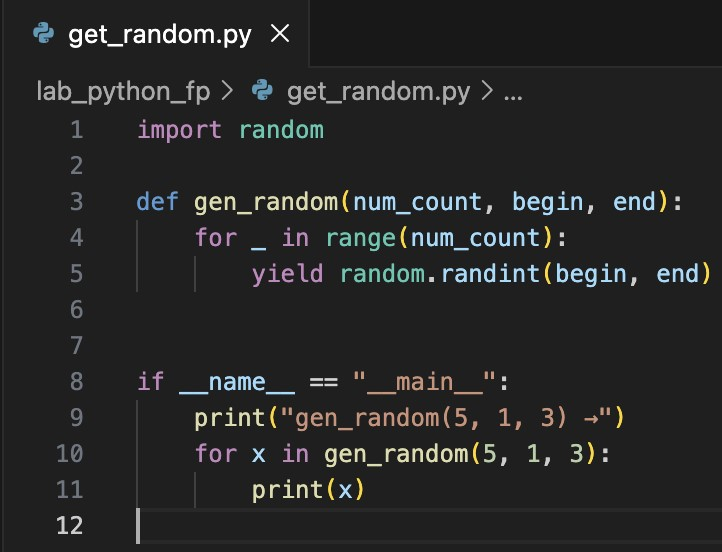 get_random.py ×
lab_python_fp > get_random.py > ...
1 import random
2
3 def gen_random(num_count, begin, end):
4     for _ in range(num_count):
5         yield random.randint(begin, end)
6
7
8 if __name__ == "__main__":
9     print("gen_random(5, 1, 3) →")
10     for x in gen_random(5, 1, 3):
11         print(x)
12